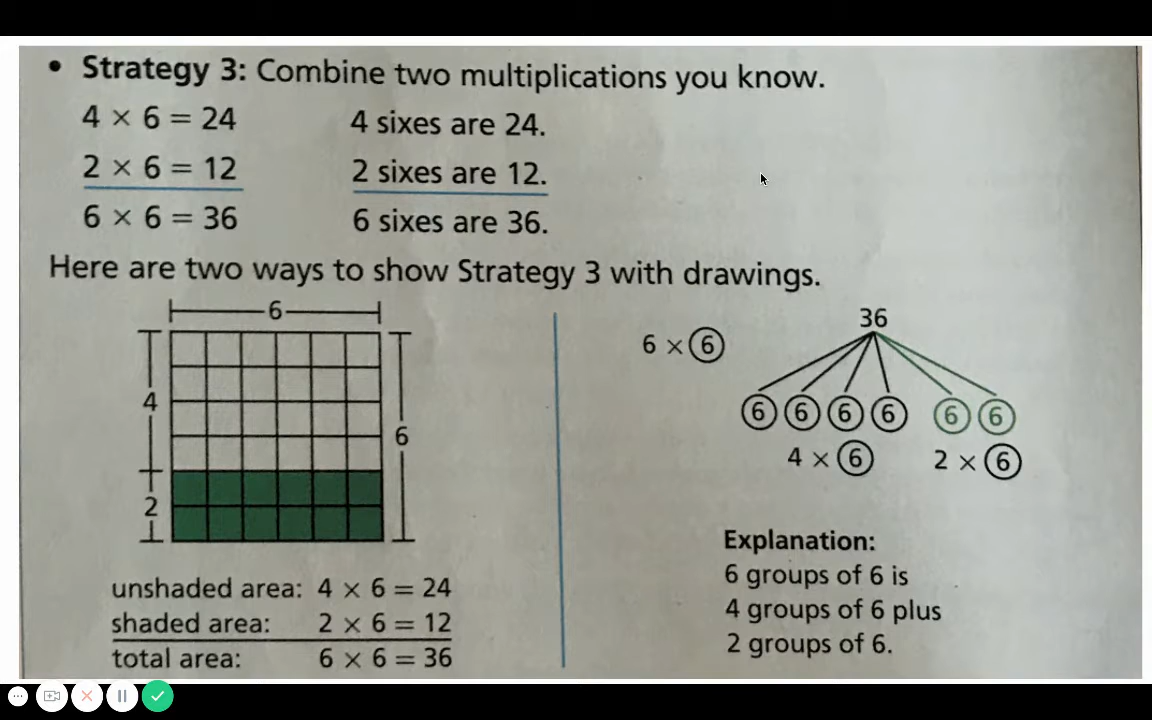 • Strategy 3: Combine two multiplications you know.
4 × 6 = 24 4 sixes are 24.
2 × 6 = 12 2 sixes are 12.
6 × 6 = 36 6 sixes are 36.
Here are two ways to show Strategy 3 with drawings.
6
4
6
2
unshaded area: 4 × 6 = 24
shaded area: 2 × 6 = 12
total area: 6 × 6 = 36
36
6 × 6
6 6 6 6 6 6
4 × 6 2 × 6
Explanation:
6 groups of 6 is
4 groups of 6 plus
2 groups of 6.